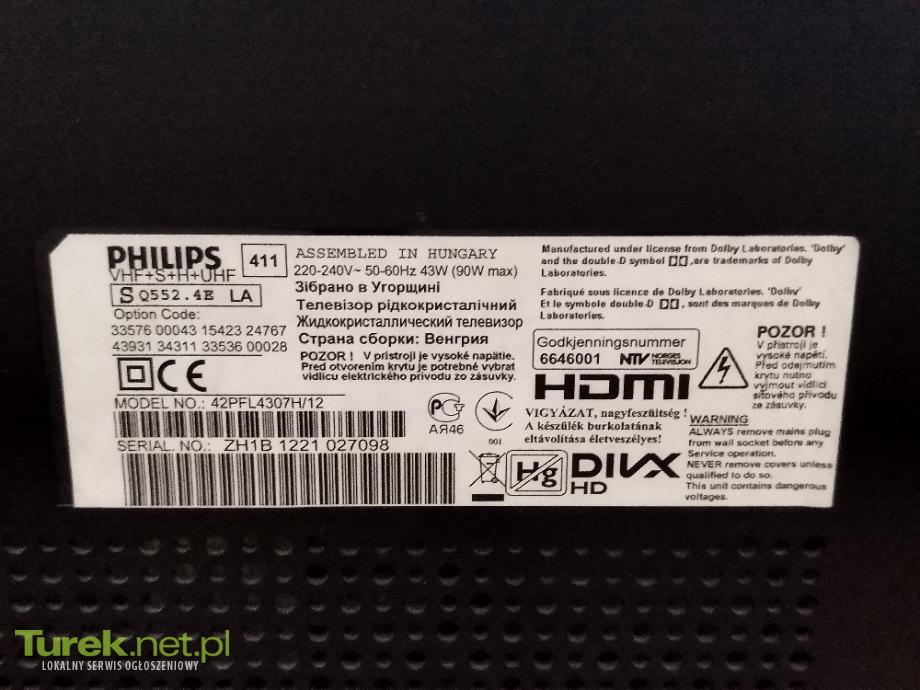 PHILIPS 411
VHF+S+H+UHF
S Q552.4E LA
Option Code:
33576 00043 15423 24767
43931 34311 33536 00028
CE
MODEL NO.: 42PFL4307H/12
SERIAL. NO.: ZH1B 1221 027098
ASSEMBLED IN HUNGARY
220-240V~ 50-60Hz 43W (90W max)
Зібрано в Угорщині
Телевізор рідкокристалічний
Жидкокристаллический телевизор
Страна сборки: Венгрия
POZOR ! V přístroji je vysoké napätie.
Před otevrením krytu je potrebné vybrat
vidlicu elektrického prívodu zo zásuvky.
РСТ
АЯ46
001
Hg
Manufactured under license from Dolby Laboratories. 'Dolby'
and the double-D symbol ,are trademarks of Dolby
Laboratories.
Fabriqué sous licence de Dolby Laboratories. 'Dolby'
Et le symbole double-D , sont des marques de Dolby
Laboratories.
Godkjenningsnummer
6646001 NTV NORGES TELEVISJON
HDMI
VIGYÁZAT, nagyfeszültség !
A készülék burkolatának
eltávolítása életveszélyes!
DIVX
HD
POZOR !
V přístroji je
vysoké napětí.
Před odejmutím
krytu nutno
vyjmout vidlici
síťového přívodu
ze zásuvky.
WARNING
ALWAYS remove mains plug
from wall socket before any
Service operation.
NEVER remove covers unless
qualified to do so.
This unit contains dangerous
voltages.
Turek.net.pl
LOKALNY SERWIS OGŁOSZENIOWY